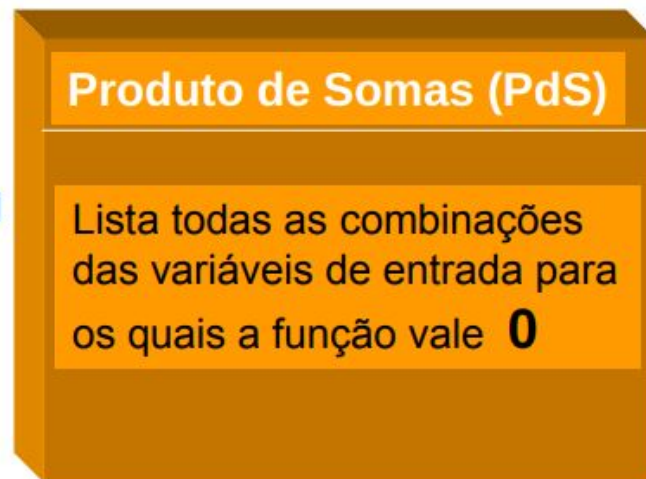 Produto de Somas (PdS)
Lista todas as combinações
das variáveis de entrada para
os quais a função vale 0